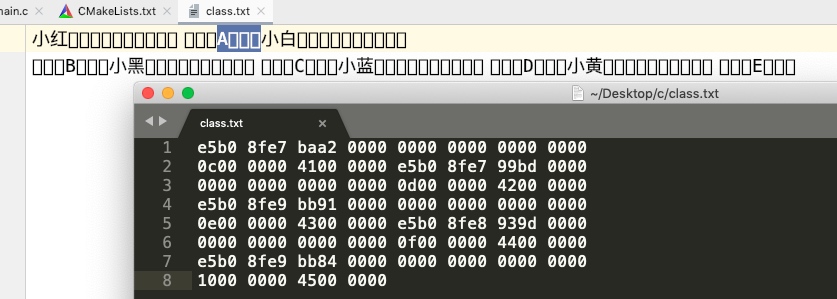 main.c × CMakeLists.txt × class.txt ×
小红▯▯▯▯▯▯▯▯▯▯ ▯▯▯A▯▯▯小白▯▯▯▯▯▯▯▯▯▯
▯▯▯B▯▯▯小黑▯▯▯▯▯▯▯▯▯▯ ▯▯▯C▯▯▯小蓝▯▯▯▯▯▯▯▯▯▯ ▯▯▯D▯▯▯小黄▯▯▯▯▯▯▯▯▯▯ ▯▯▯E▯▯▯
~/Desktop/c/class.txt
class.txt ×
1 e5b0 8fe7 baa2 0000 0000 0000 0000 0000
2 0c00 0000 4100 0000 e5b0 8fe7 99bd 0000
3 0000 0000 0000 0000 0d00 0000 4200 0000
4 e5b0 8fe9 bb91 0000 0000 0000 0000 0000
5 0e00 0000 4300 0000 e5b0 8fe8 939d 0000
6 0000 0000 0000 0000 0f00 0000 4400 0000
7 e5b0 8fe9 bb84 0000 0000 0000 0000 0000
8 1000 0000 4500 0000